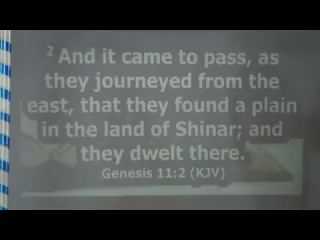 2 And it came to pass, as
they journeyed from the
east, that they found a plain
in the land of Shinar; and
they dwelt there.
Genesis 11:2 (KJV)